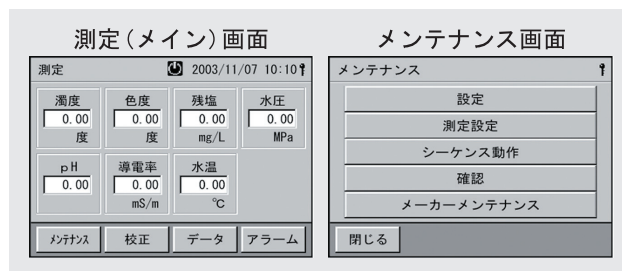 測定(メイン)画面
測定 2003/11/07 10:10
濁度 色度 残塩 水圧
0.00 0.00 0.00 0.00
度 度 mg/L MPa
pH 導電率 水温
0.00 0.00 0.00
mS/m ℃
メンテナンス 校正 データ アラーム
メンテナンス画面
メンテナンス
設定
測定設定
シーケンス動作
確認
メーカーメンテナンス
閉じる